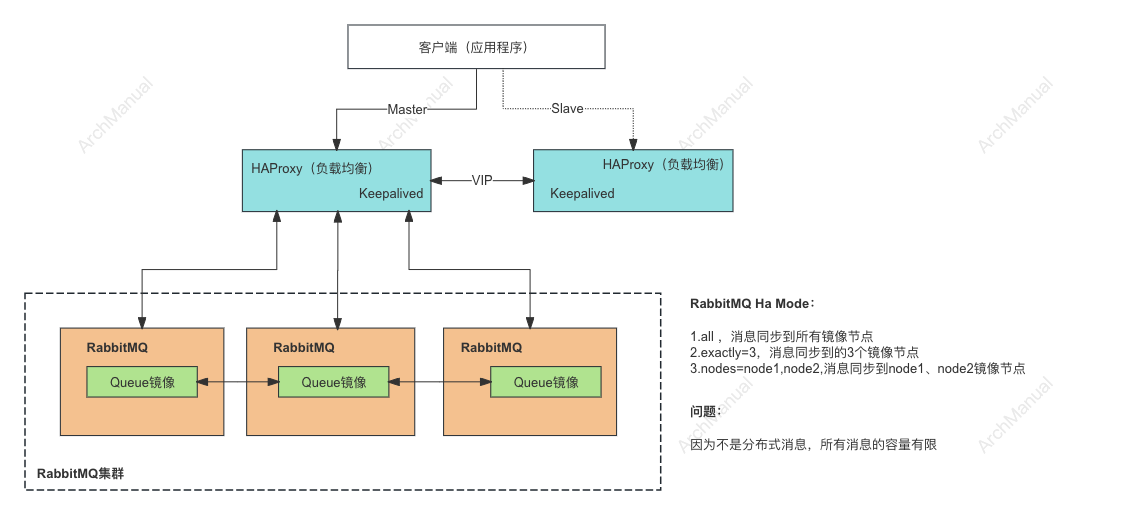 客户端（应用程序）
ArchManual
ArchManual
ArchManual
ArchManual
Master
Slave
HAProxy（负载均衡）
Keepalived
VIP
HAProxy（负载均衡）
Keepalived
RabbitMQ
Queue镜像
RabbitMQ
Queue镜像
RabbitMQ
Queue镜像
RabbitMQ集群
RabbitMQ Ha Mode：
1.all ，消息同步到所有镜像节点
2.exactly=3，消息同步到的3个镜像节点
3.nodes=node1,node2,消息同步到node1、node2镜像节点
问题：
因为不是分布式消息，所有消息的容量有限
ArchManual
ArchManual